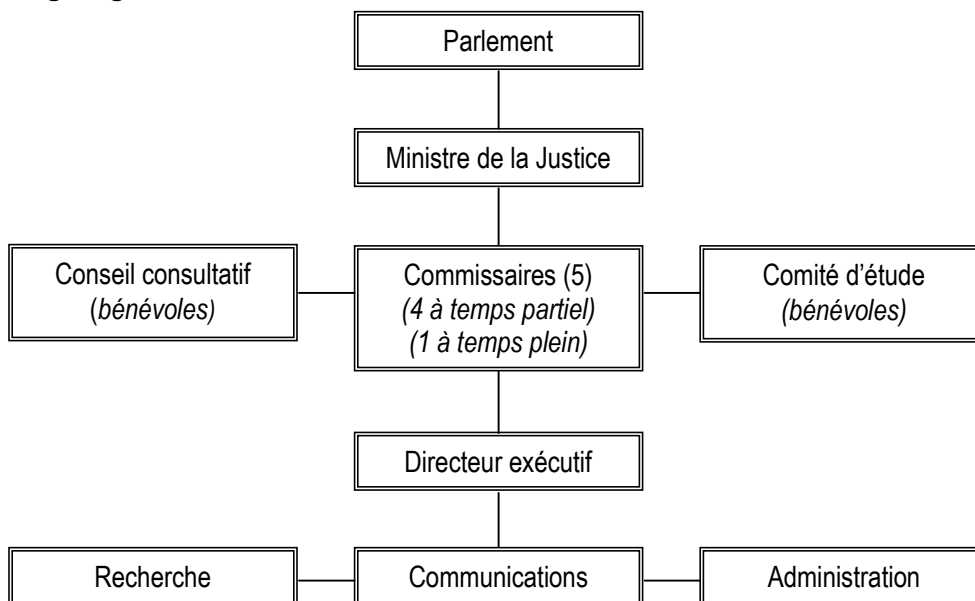 Parlement
Ministre de la Justice
Conseil consultatif
(bénévoles)
Commissaires (5)
(4 à temps partiel)
(1 à temps plein)
Comité d'étude
(bénévoles)
Directeur exécutif
Recherche
Communications
Administration